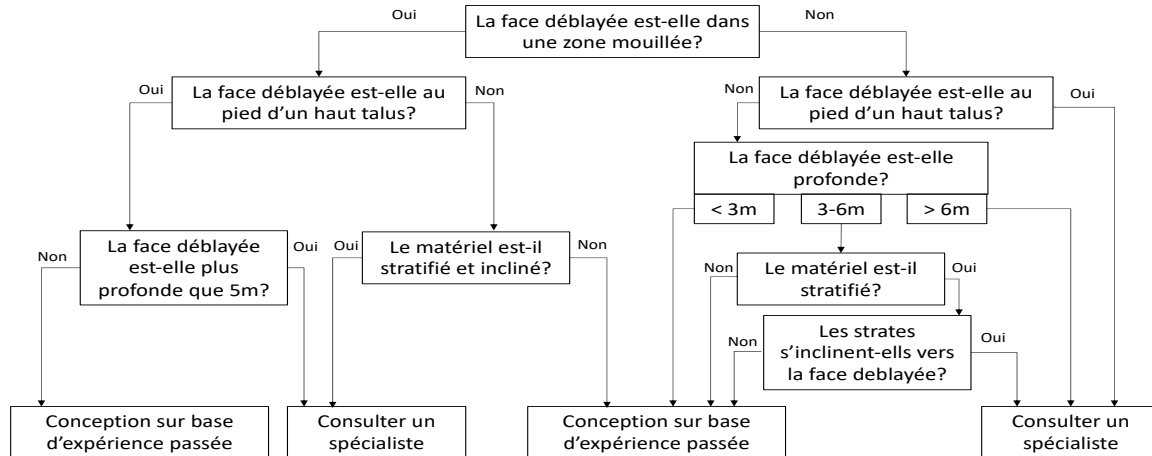 Oui
La face déblayée est-elle dans
une zone mouillée?
Non
Oui
La face déblayée est-elle au
pied d'un haut talus?
Non
Non
La face déblayée est-elle au
pied d'un haut talus?
Oui
La face déblayée est-elle
profonde?
< 3m
3-6m
> 6m
Non
La face déblayée
est-elle plus
profonde que 5m?
Oui
Oui
Le matériel est-il
stratifié et incliné?
Non
Non
Le matériel est-il
stratifié?
Oui
Non
Les strates
s'inclinent-ells vers
la face deblayée?
Oui
Conception sur base
d'expérience passée
Consulter un
spécialiste
Conception sur base
d'expérience passée
Consulter un
spécialiste